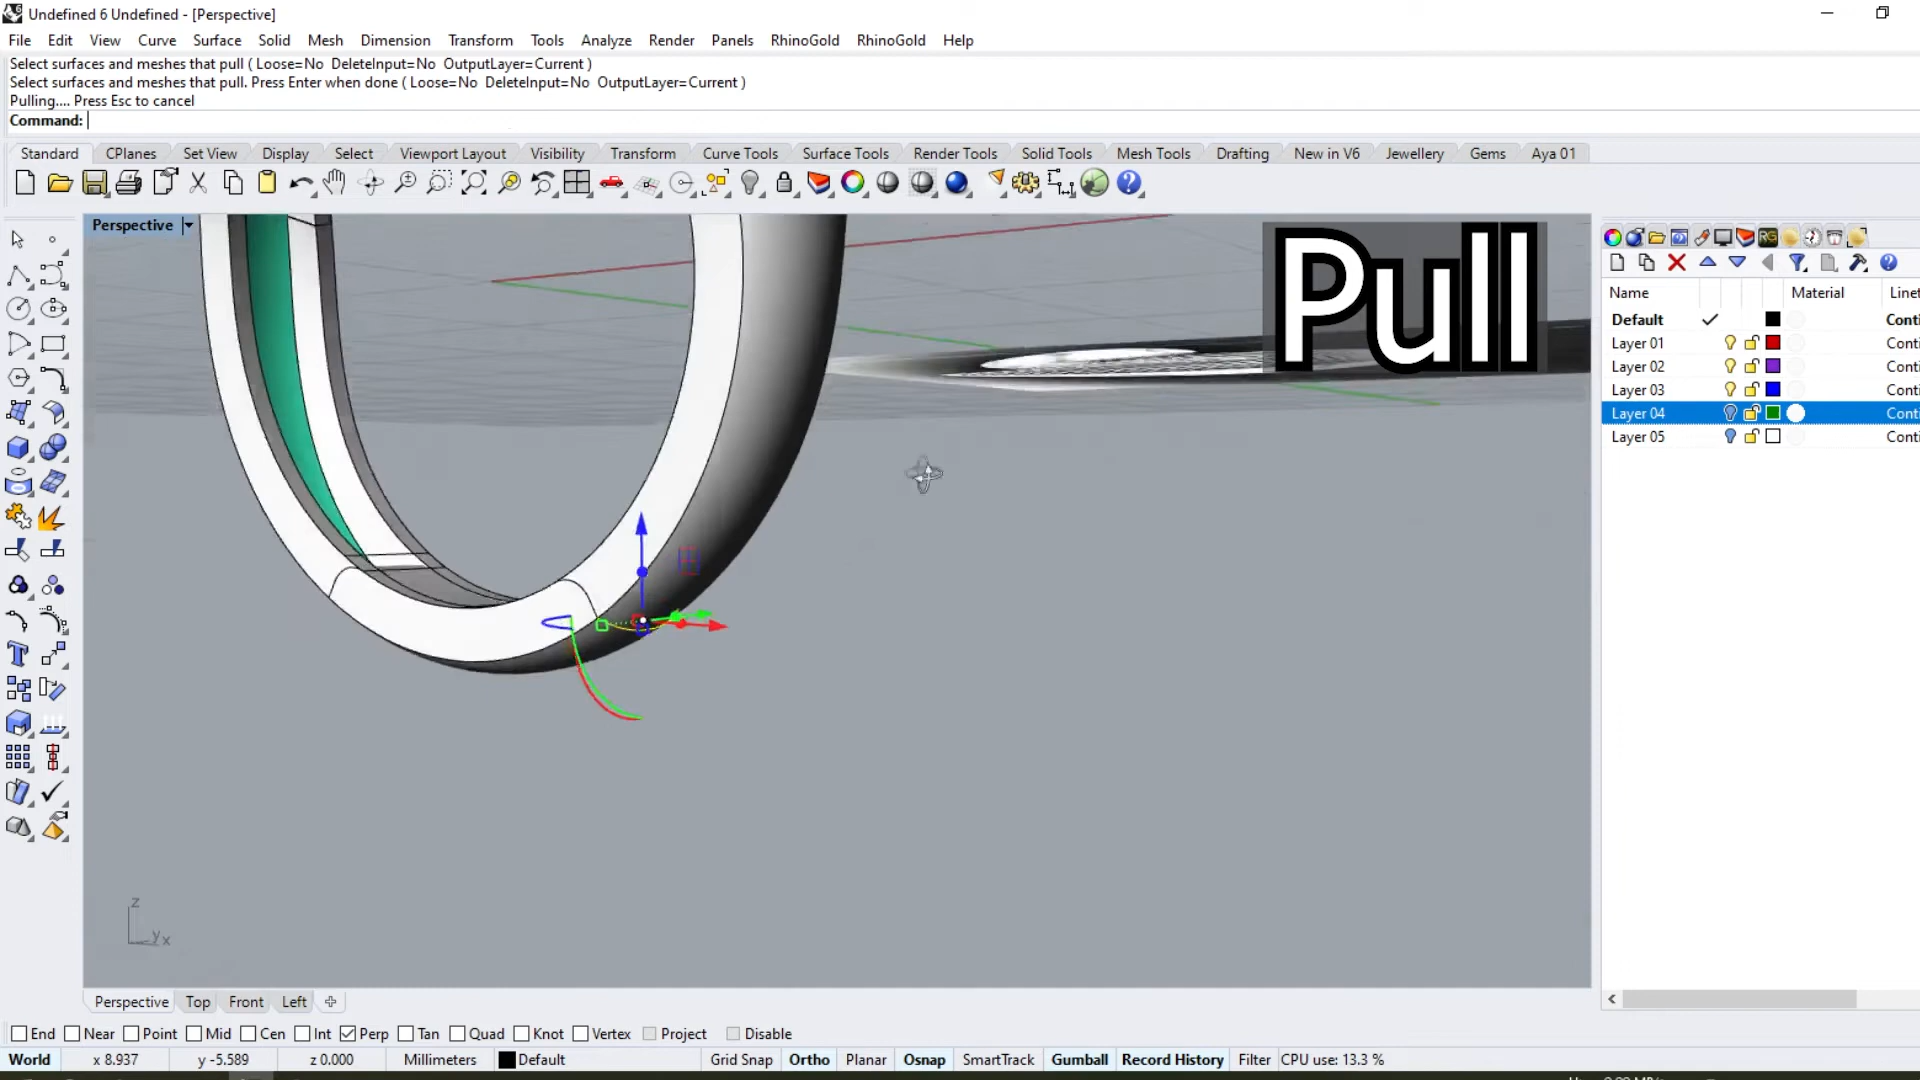 Undefined 6 Undefined - [Perspective]
File Edit View Curve Surface Solid Mesh Dimension Transform Tools Analyze Render Panels RhinoGold RhinoGold Help
Select surfaces and meshes that pull ( Loose=No DeleteInput=No OutputLayer=Current )
Select surfaces and meshes that pull. Press Enter when done ( Loose=No DeleteInput=No OutputLayer=Current )
Pulling.... Press Esc to cancel
Command:
Standard CPlanes Set View Display Select Viewport Layout Visibility Transform Curve Tools Surface Tools Render Tools Solid Tools Mesh Tools Drafting New in V6 Jewellery Gems Aya 01
Perspective
Pull
Name Material Linet
Default Conti
Layer 01 Conti
Layer 02 Conti
Layer 03 Conti
Layer 04 Conti
Layer 05 Conti
z
y x
Perspective Top Front Left
End Near Point Mid Cen Int Perp Tan Quad Knot Vertex Project Disable
World x 8.937 y -5.589 z 0.000 Millimeters Default Grid Snap Ortho Planar Osnap SmartTrack Gumball Record History Filter CPU use: 13.3 %